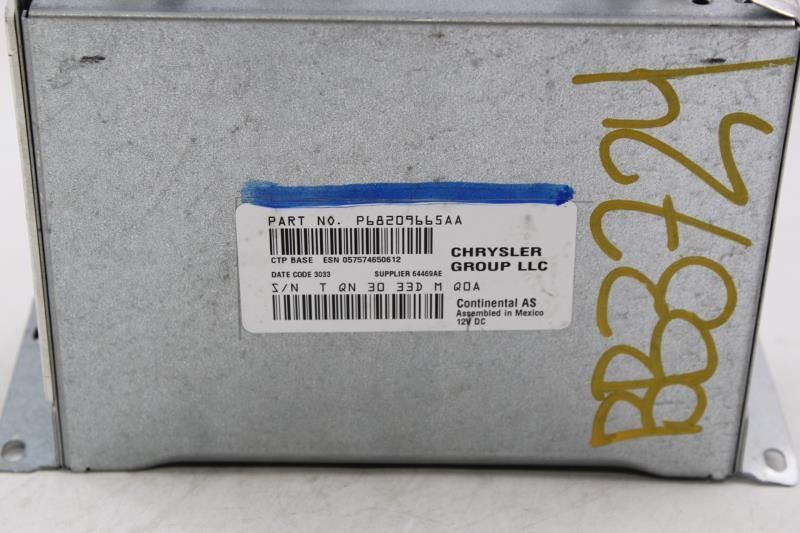 PART NO. P68209665AA
CTP BASE ESN 057574650612
CHRYSLER
GROUP LLC
DATE CODE 3033 SUPPLIER 64469AE
S/N T QN 30 33D M Q0A
Continental AS
Assembled in Mexico
12V DC